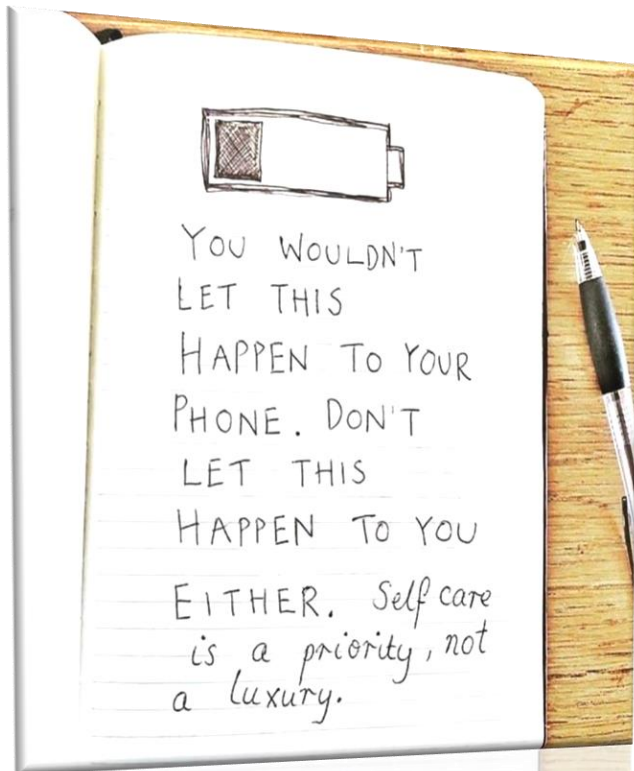 YOU WOULDN'T
LET THIS
HAPPEN TO YOUR
PHONE. DON'T
LET THIS
HAPPEN TO YOU
EITHER. Self care
is a priority, not
a luxury.